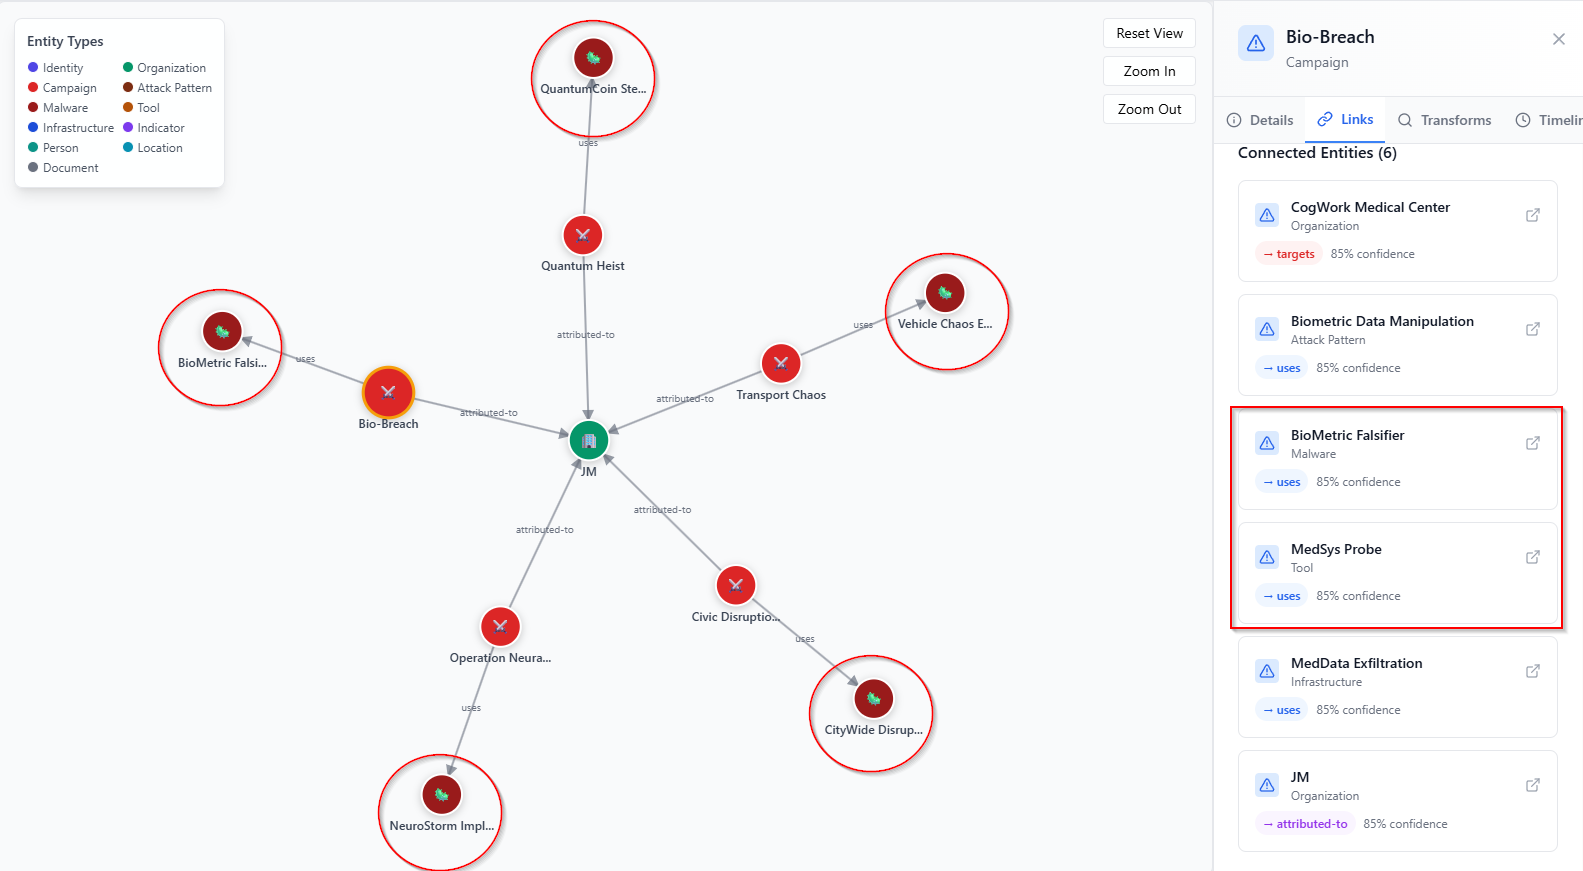 Entity Types
Identity
Organization
Campaign
Attack Pattern
Malware
Tool
Infrastructure
Indicator
Person
Location
Document
Reset View
Zoom In
Zoom Out
QuantumCoin Ste...
uses
Quantum Heist
attributed-to
Vehicle Chaos E...
uses
Transport Chaos
attributed-to
BioMetric Falsi...
uses
Bio-Breach
attributed-to
JM
attributed-to
attributed-to
Civic Disruptio...
uses
Operation Neura...
uses
CityWide Disrup...
NeuroStorm Impl...
Bio-Breach
Campaign
Details
Links
Transforms
Timelin
Connected Entities (6)
CogWork Medical Center
Organization
→ targets 85% confidence
Biometric Data Manipulation
Attack Pattern
→ uses 85% confidence
BioMetric Falsifier
Malware
→ uses 85% confidence
MedSys Probe
Tool
→ uses 85% confidence
MedData Exfiltration
Infrastructure
→ uses 85% confidence
JM
Organization
→ attributed-to 85% confidence